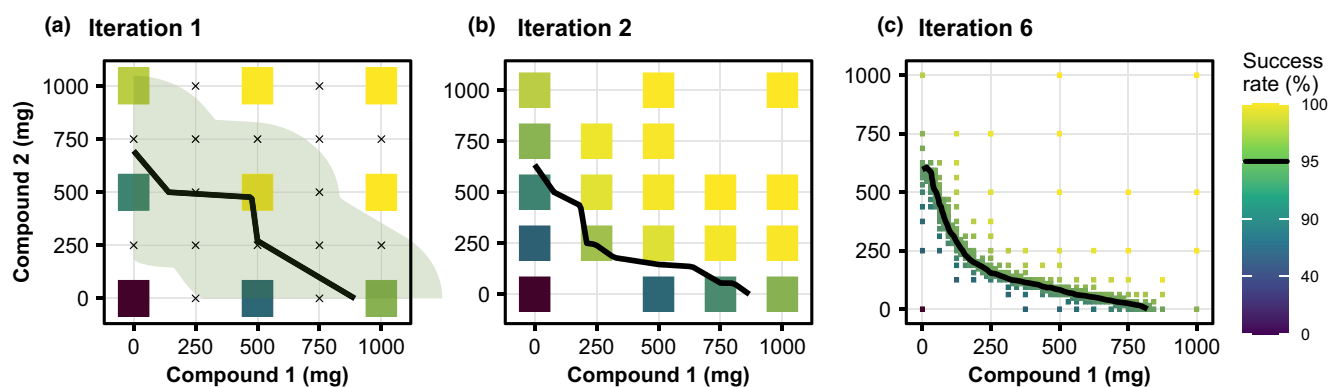 (a) Iteration 1
(b) Iteration 2
(c) Iteration 6
Compound 2 (mg)
1000
750
500
250
0
0 250 500 750 1000
Compound 1 (mg)
1000
750
500
250
0
0 250 500 750 1000
Compound 1 (mg)
1000
750
500
250
0
0 250 500 750 1000
Compound 1 (mg)
Success
rate (%)
100
95
90
40
0